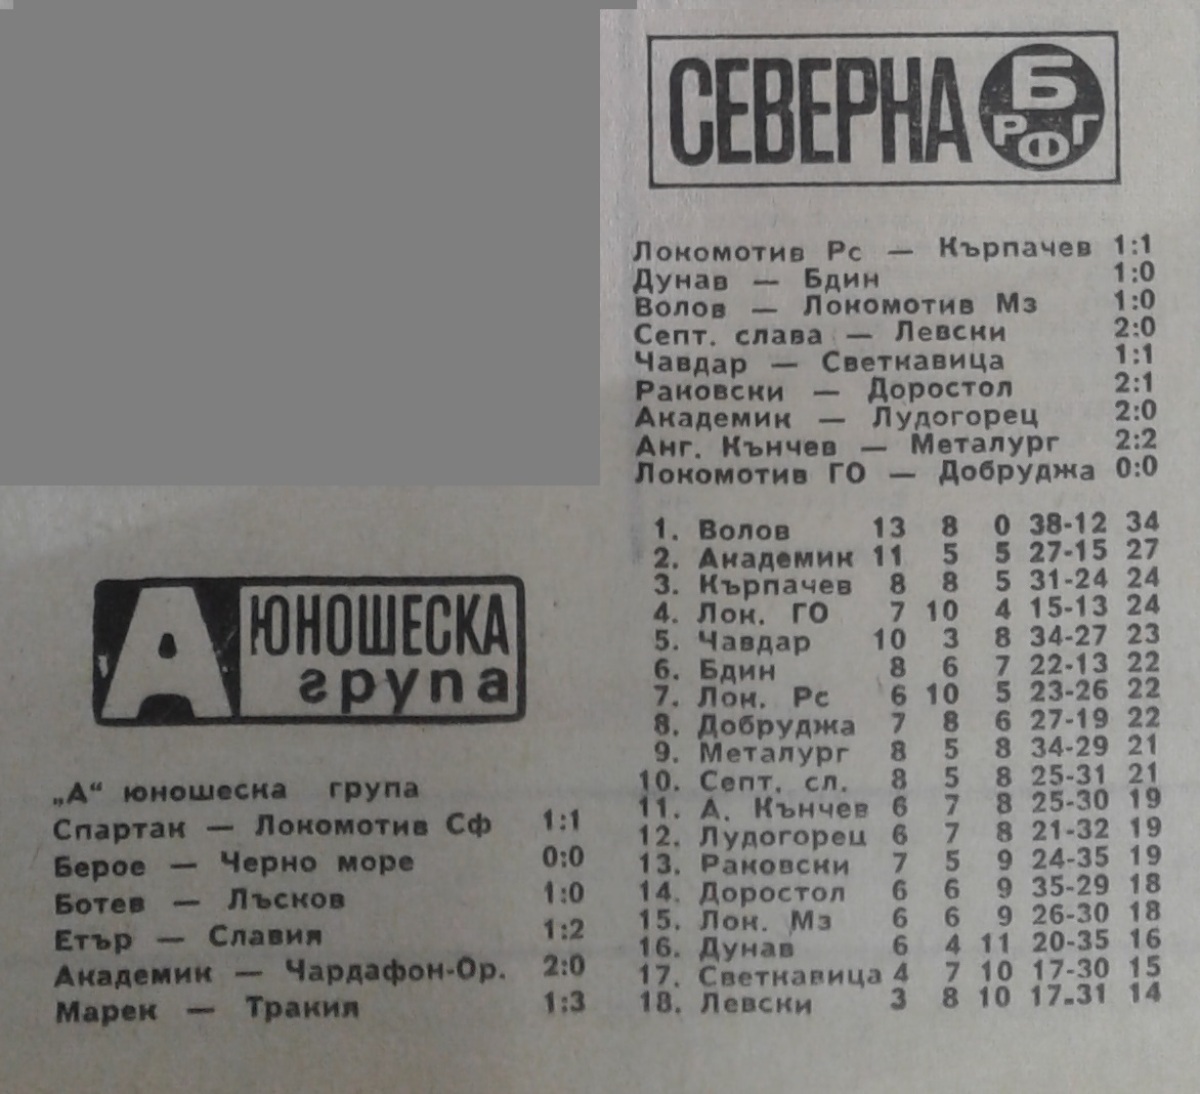 СЕВЕРНА Б РФГ
Локомотив Рс — Кърпачев 1:1
Дунав — Бдин 1:0
Волов — Локомотив Мз 1:0
Септ. слава — Левски 2:0
Чавдар — Светкавица 1:1
Раковски — Доростол 2:1
Академик — Лудогорец 2:0
Анг. Кънчев — Металург 2:2
Локомотив ГО — Добруджа 0:0
1. Волов 13 8 0 38-12 34
2. Академик 11 5 5 27-15 27
3. Кърпачев 8 8 5 31-24 24
4. Лок. ГО 7 10 4 15-13 24
5. Чавдар 10 3 8 34-27 23
6. Бдин 8 6 7 22-13 22
7. Лок. Рс 6 10 5 23-26 22
8. Добруджа 7 8 6 27-19 22
9. Металург 8 5 8 34-29 21
10. Септ. сл. 8 5 8 25-31 21
11. А. Кънчев 6 7 8 25-30 19
12. Лудогорец 6 7 8 21-32 19
13. Раковски 7 5 9 24-35 19
14. Доростол 6 6 9 35-29 18
15. Лок. Мз 6 6 9 26-30 18
16. Дунав 6 4 11 20-35 16
17. Светкавица 4 7 10 17-30 15
18. Левски 3 8 10 17-31 14
А ЮНОШЕСКА
група
„А“ юношеска група
Спартак — Локомотив Сф 1:1
Берое — Черно море 0:0
Ботев — Лъсков 1:0
Етър — Славия 1:2
Академик — Чардафон-Ор. 2:0
Марек — Тракия 1:3